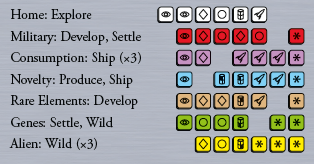 Home: Explore
Military: Develop, Settle
Consumption: Ship (×3)
Novelty: Produce, Ship
Rare Elements: Develop
Genes: Settle, Wild
Alien: Wild (×3)